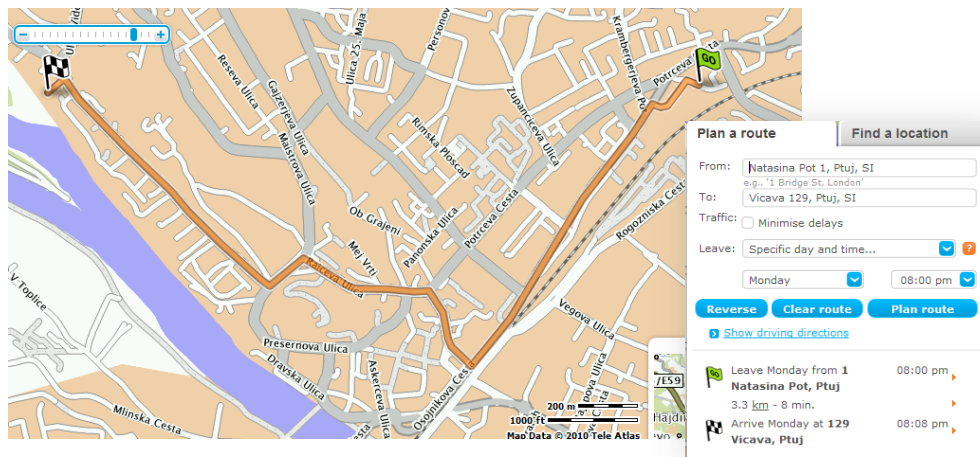 Ulica 25. Maja
Reseva Ulica
Gajzerjeva Ulica
Maistrova Ulica
Potrceva Cesta
GO
Zupanciceva Ulica
Rimska Ploscad
Ob Grajeni
Panonska Ulica
Potrceva Cesta
Rogozniska Cest
Mej Vrti
Raiceva Ulica
V. Toplice
Vegova Ulica
Presernova Ulica
Dravska Ulica
Askerceva Ulica
Osojnikova Ces
Mlinska Cesta
200 m
1000 ft
Map Data © 2010 Tele Atlas
/E59
Plan a route
Find a location
From:
Natasina Pot 1, Ptuj, SI
e.g., '1 Bridge St, London'
To:
Vicava 129, Ptuj, SI
Traffic:
Minimise delays
Leave:
Specific day and time...
?
Monday
08:00 pm
Reverse
Clear route
Plan route
Show driving directions
GO
Leave Monday from 1
Natasina Pot, Ptuj
08:00 pm
3.3 km - 8 min.
Arrive Monday at 129
Vicava, Ptuj
08:08 pm